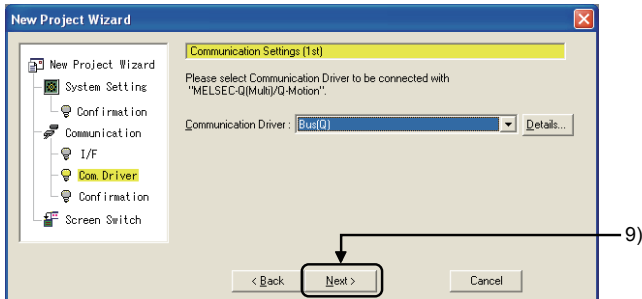 New Project Wizard
New Project Wizard
System Setting
Confirmation
Communication
I/F
Com. Driver
Confirmation
Screen Switch
Communication Settings (1st)
Please select Communication Driver to be connected with
"MELSEC-Q(Multi)/Q-Motion".
Communication Driver : Bus(Q) Details...
9)
< Back Next > Cancel